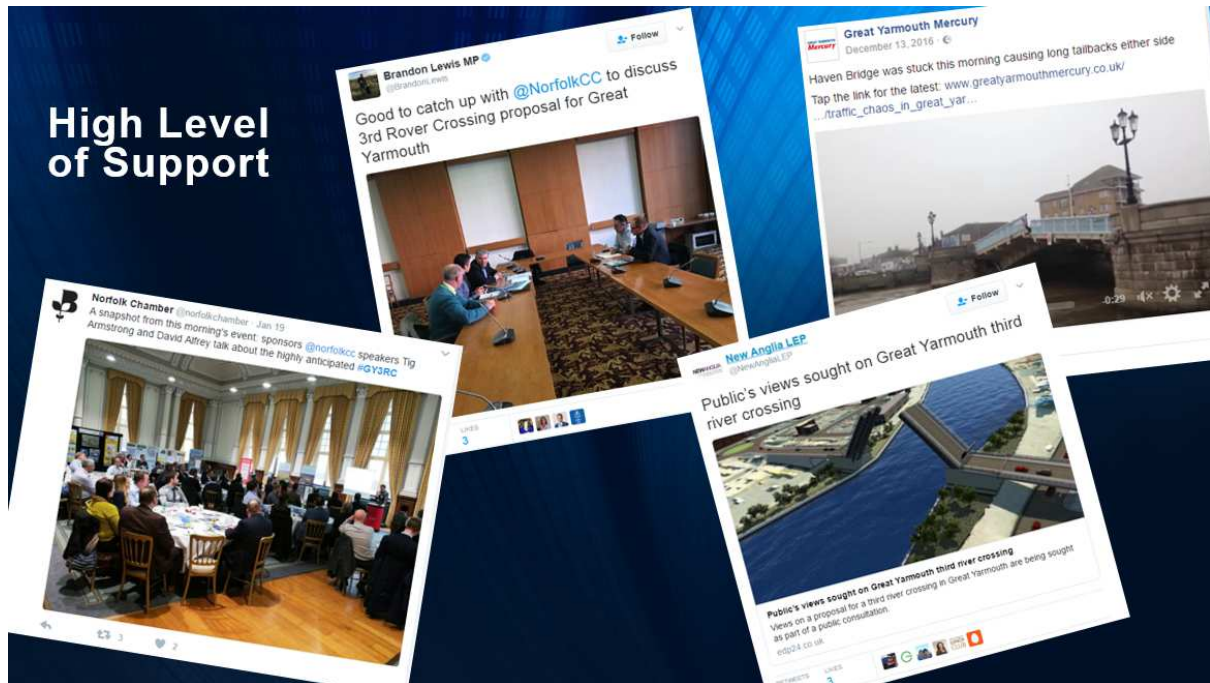 High Level
of Support
Brandon Lewis MP
@BrandonLewis
Follow
Good to catch up with @NorfolkCC to discuss
3rd Rover Crossing proposal for Great
Yarmouth
LIKES
3
GREAT YARMOUTH
Mercury
Great Yarmouth Mercury
December 13, 2016
Haven Bridge was stuck this morning causing long tailbacks either side
Tap the link for the latest: www.greatyarmouthmercury.co.uk/
…/traffic_chaos_in_great_yar…
0:29
Norfolk Chamber @norfolkchamber · Jan 19
A snapshot from this morning's event: sponsors @norfolkcc speakers Tig
Armstrong and David Allfrey talk about the highly anticipated #GY3RC
3
2
Follow
New Anglia LEP
@NewAngliaLEP
Public's views sought on Great Yarmouth third
river crossing
Public's views sought on Great Yarmouth third river crossing
Views on a proposal for a third river crossing in Great Yarmouth are being sought
as part of a public consultation.
edp24.co.uk
RETWEETS
LIKES
3